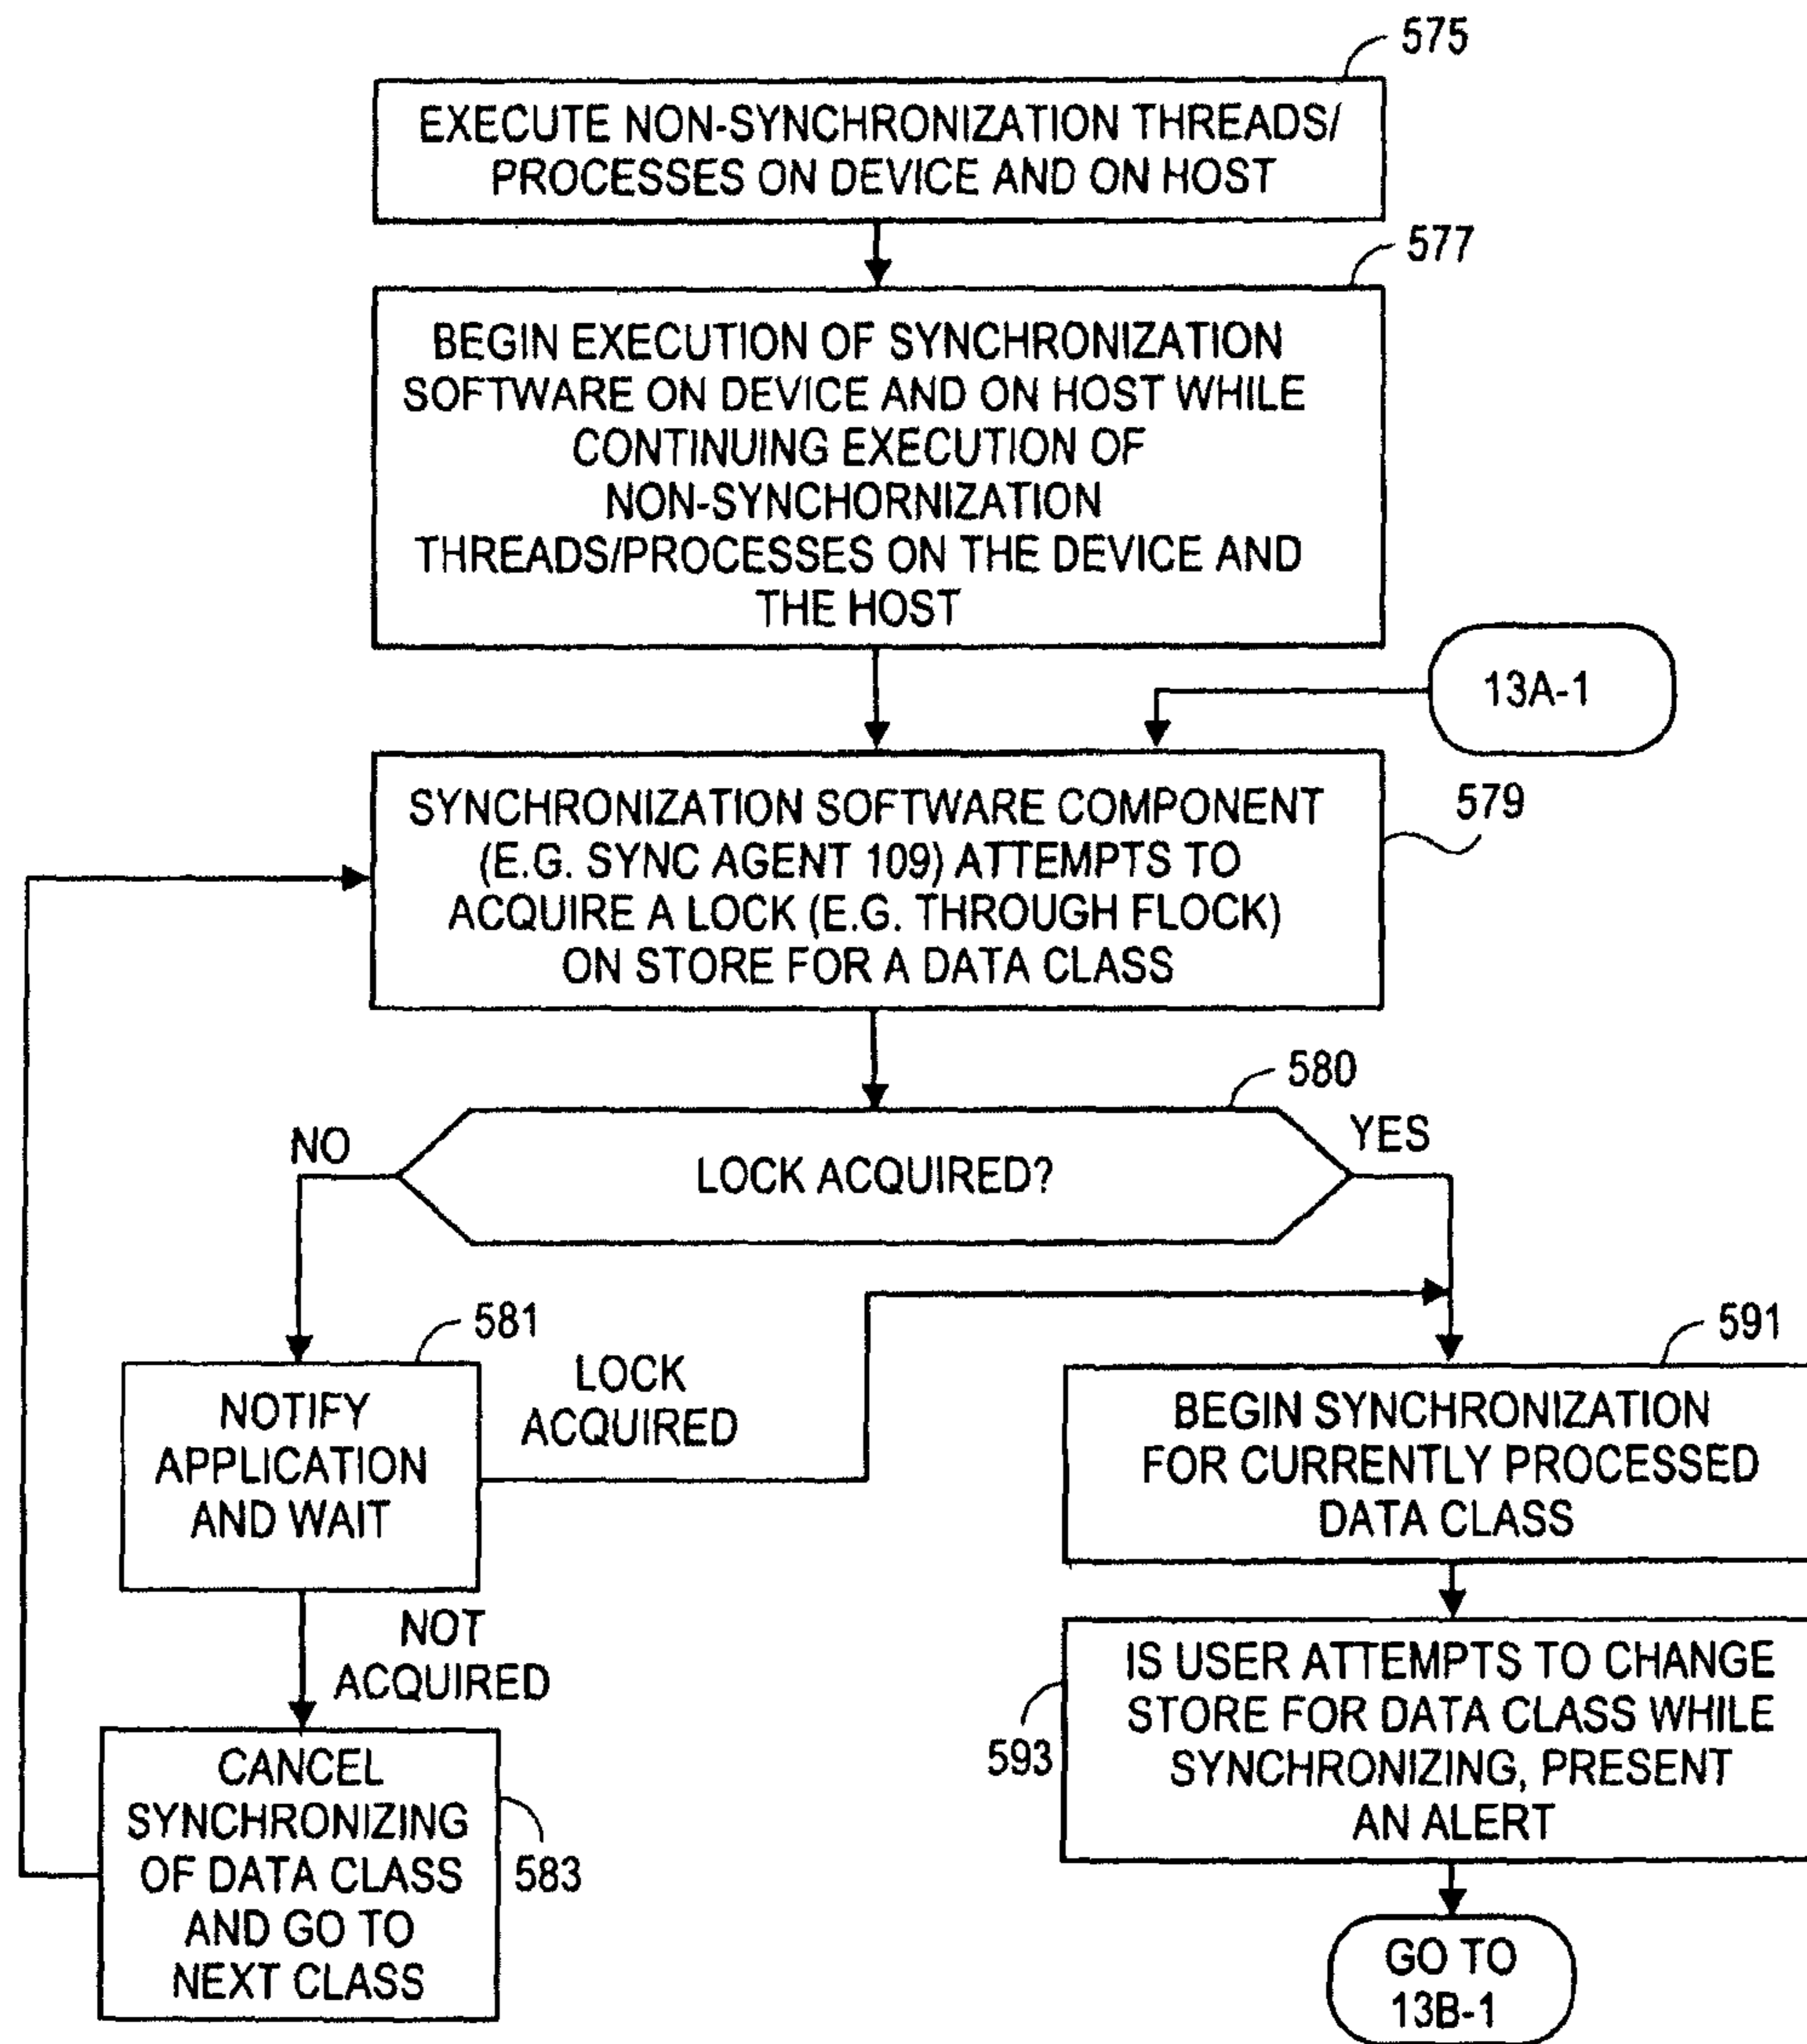 575
EXECUTE NON-SYNCHRONIZATION THREADS/
PROCESSES ON DEVICE AND ON HOST
577
BEGIN EXECUTION OF SYNCHRONIZATION
SOFTWARE ON DEVICE AND ON HOST WHILE
CONTINUING EXECUTION OF
NON-SYNCHORNIZATION
THREADS/PROCESSES ON THE DEVICE AND
THE HOST
13A-1
579
SYNCHRONIZATION SOFTWARE COMPONENT
(E.G. SYNC AGENT 109) ATTEMPTS TO
ACQUIRE A LOCK (E.G. THROUGH FLOCK)
ON STORE FOR A DATA CLASS
580
NO
YES
LOCK ACQUIRED?
581
NOTIFY
APPLICATION
AND WAIT
LOCK
ACQUIRED
591
BEGIN SYNCHRONIZATION
FOR CURRENTLY PROCESSED
DATA CLASS
NOT
ACQUIRED
583
CANCEL
SYNCHRONIZING
OF DATA CLASS
AND GO TO
NEXT CLASS
593
IS USER ATTEMPTS TO CHANGE
STORE FOR DATA CLASS WHILE
SYNCHRONIZING, PRESENT
AN ALERT
GO TO
13B-1